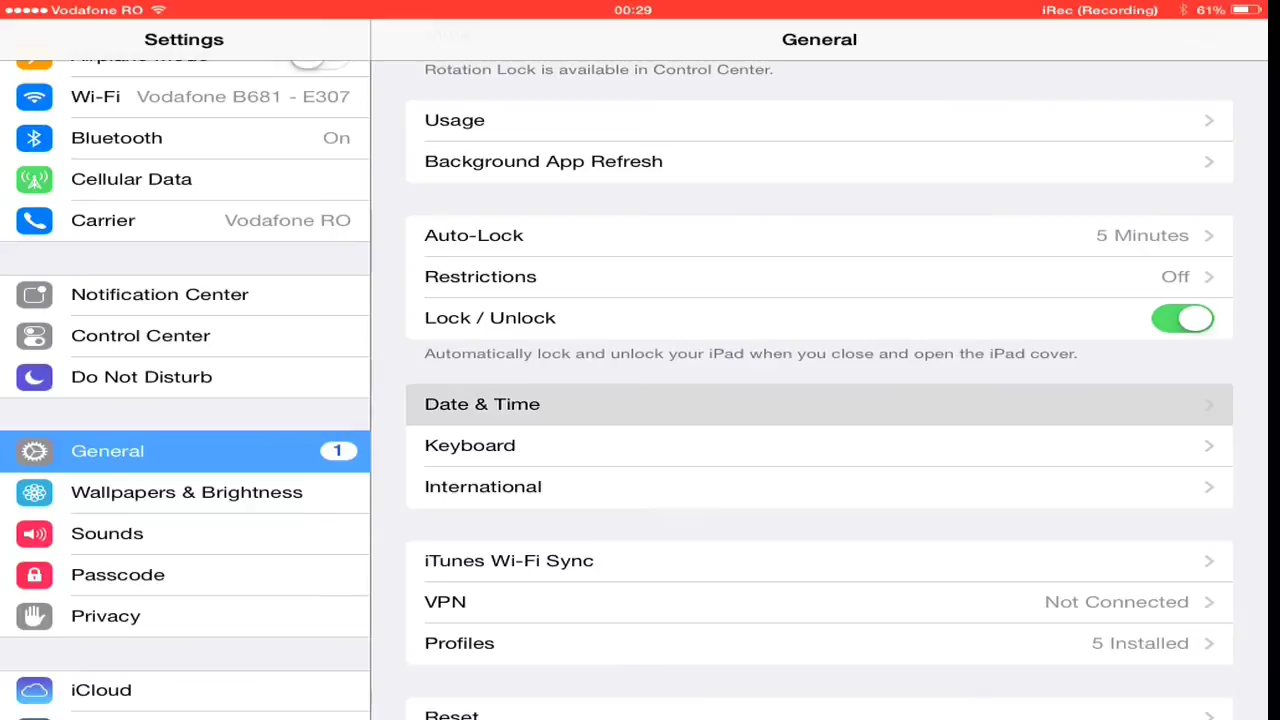 Vodafone RO 00:29 iRec (Recording) 61%
Settings
Airplane Mode
Wi-Fi Vodafone B681 - E307
Bluetooth On
Cellular Data
Carrier Vodafone RO
Notification Center
Control Center
Do Not Disturb
General 1
Wallpapers & Brightness
Sounds
Passcode
Privacy
iCloud
General
Rotation Lock is available in Control Center.
Usage
Background App Refresh
Auto-Lock 5 Minutes
Restrictions Off
Lock / Unlock
Automatically lock and unlock your iPad when you close and open the iPad cover.
Date & Time
Keyboard
International
iTunes Wi-Fi Sync
VPN Not Connected
Profiles 5 Installed
Reset